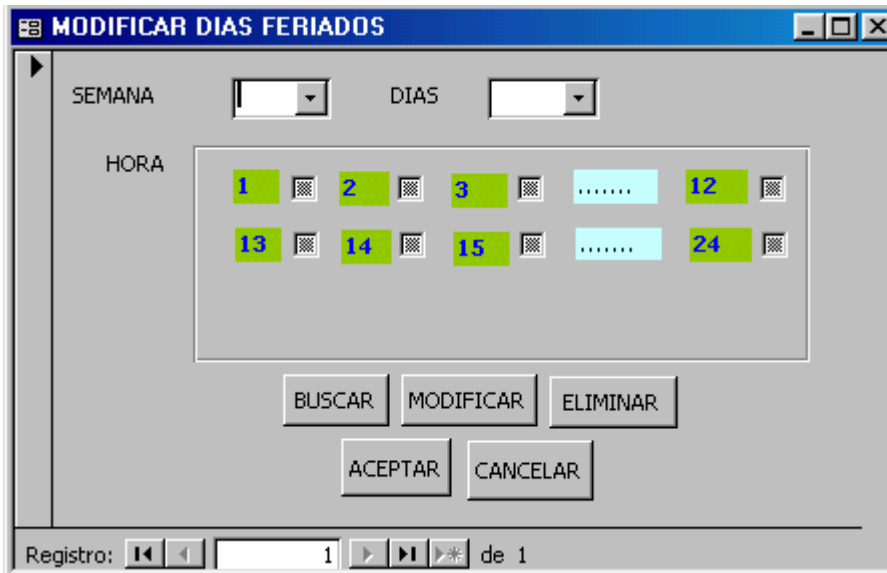 MODIFICAR DIAS FERIADOS
SEMANA DIAS
HORA
1 2 3 ....... 12
13 14 15 ....... 24
BUSCAR MODIFICAR ELIMINAR
ACEPTAR CANCELAR
Registro: 1 de 1